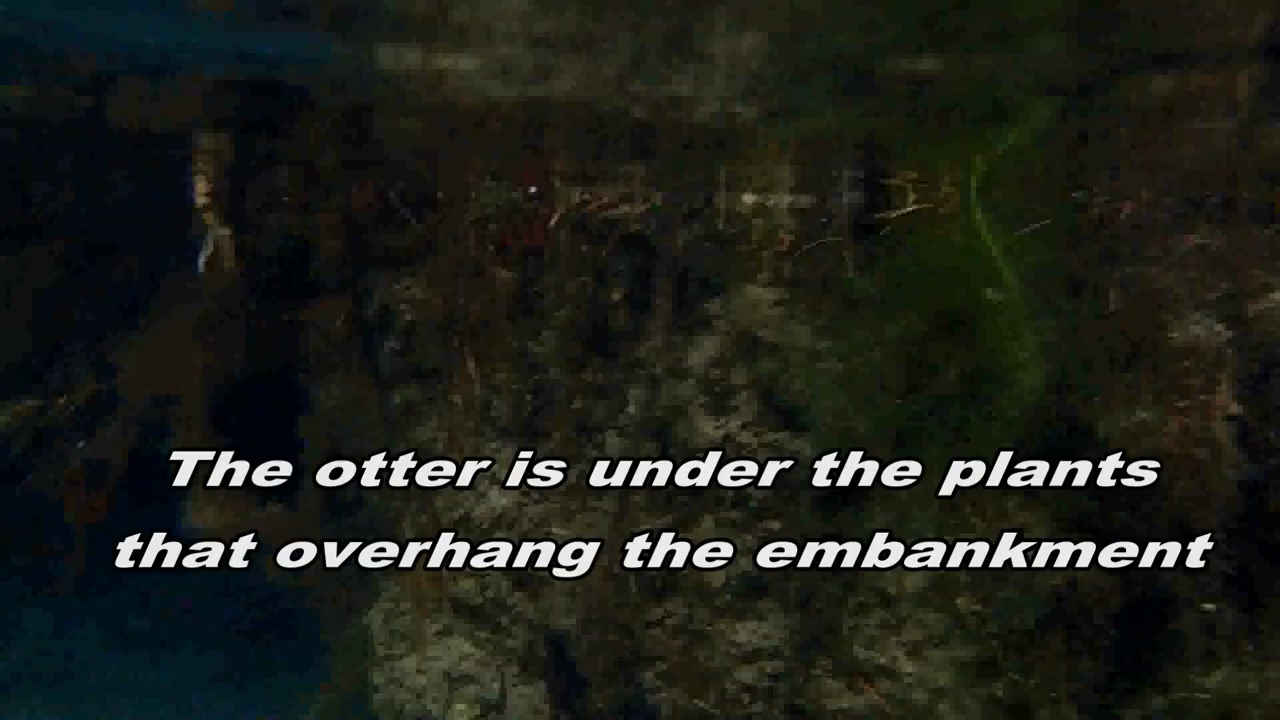 The otter is under the plants
that overhang the embankment